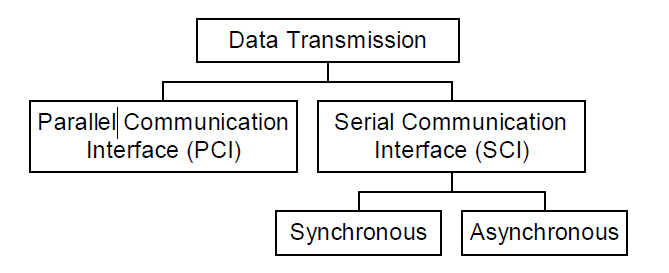 Data Transmission
Parallel Communication
Interface (PCI)
Serial Communication
Interface (SCI)
Synchronous
Asynchronous